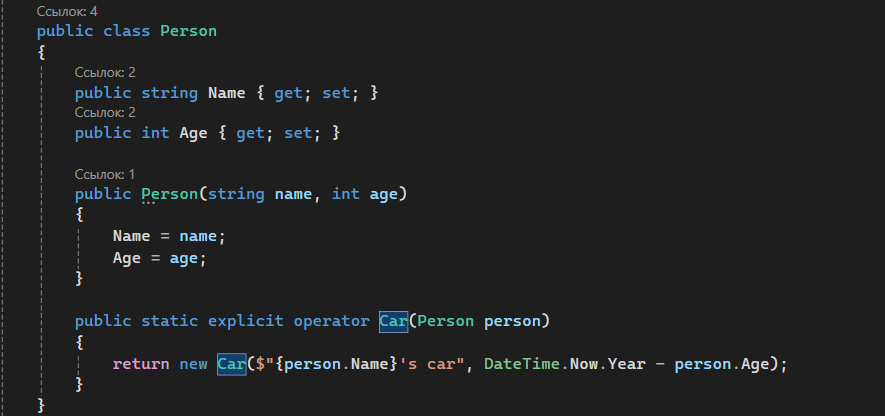 Ссылок: 4
public class Person
{
Ссылок: 2
public string Name { get; set; }
Ссылок: 2
public int Age { get; set; }
Ссылок: 1
public Person(string name, int age)
{
Name = name;
Age = age;
}
public static explicit operator Car(Person person)
{
return new Car($"{person.Name}'s car", DateTime.Now.Year - person.Age);
}
}